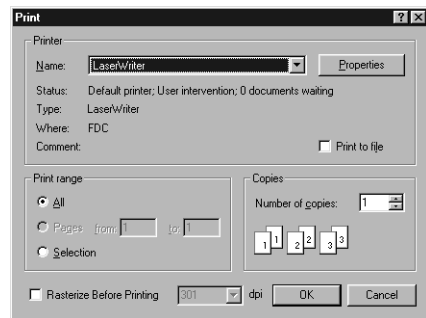 Print
Printer
Name: LaserWriter Properties
Status: Default printer; User intervention; 0 documents waiting
Type: LaserWriter
Where: FDC
Comment: Print to file
Print range Copies
All Number of copies: 1
Pages from: 1 to: 1
1 1 2 2 3 3
Selection
Rasterize Before Printing 301 dpi OK Cancel